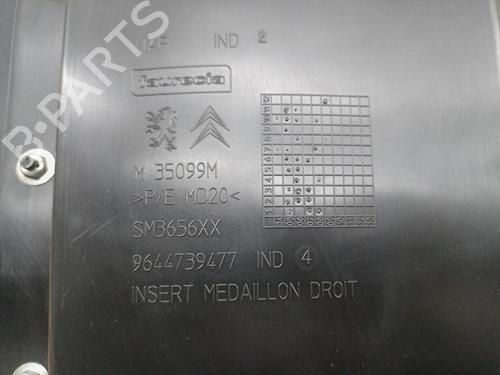 IND 2
faurecia
M 35099M
>P/E MD20<
SM3656XX
9644739477 IND 4
INSERT MEDAILLON DROIT
B-PARTS